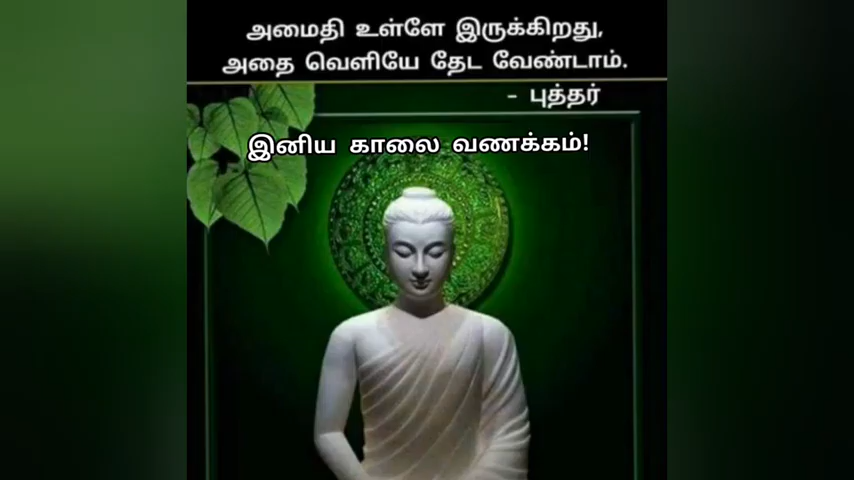 அமைதி உள்ளே இருக்கிறது,
அதை வெளியே தேட வேண்டாம்.
- புத்தர்
இனிய காலை வணக்கம்!